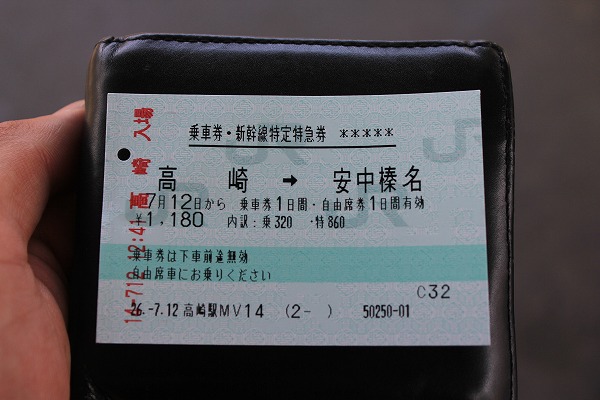 乗車券・新幹線特定特急券 *****
高崎 → 安中榛名
7月12日から 乗車券1日間・自由席券1日間有効
¥1,180 内訳:乗320 ・特860
乗車券は下車前途無効
自由席車にお乗りください
C32
26.-7.12 高崎駅MV14 (2- ) 50250-01
高崎 入場